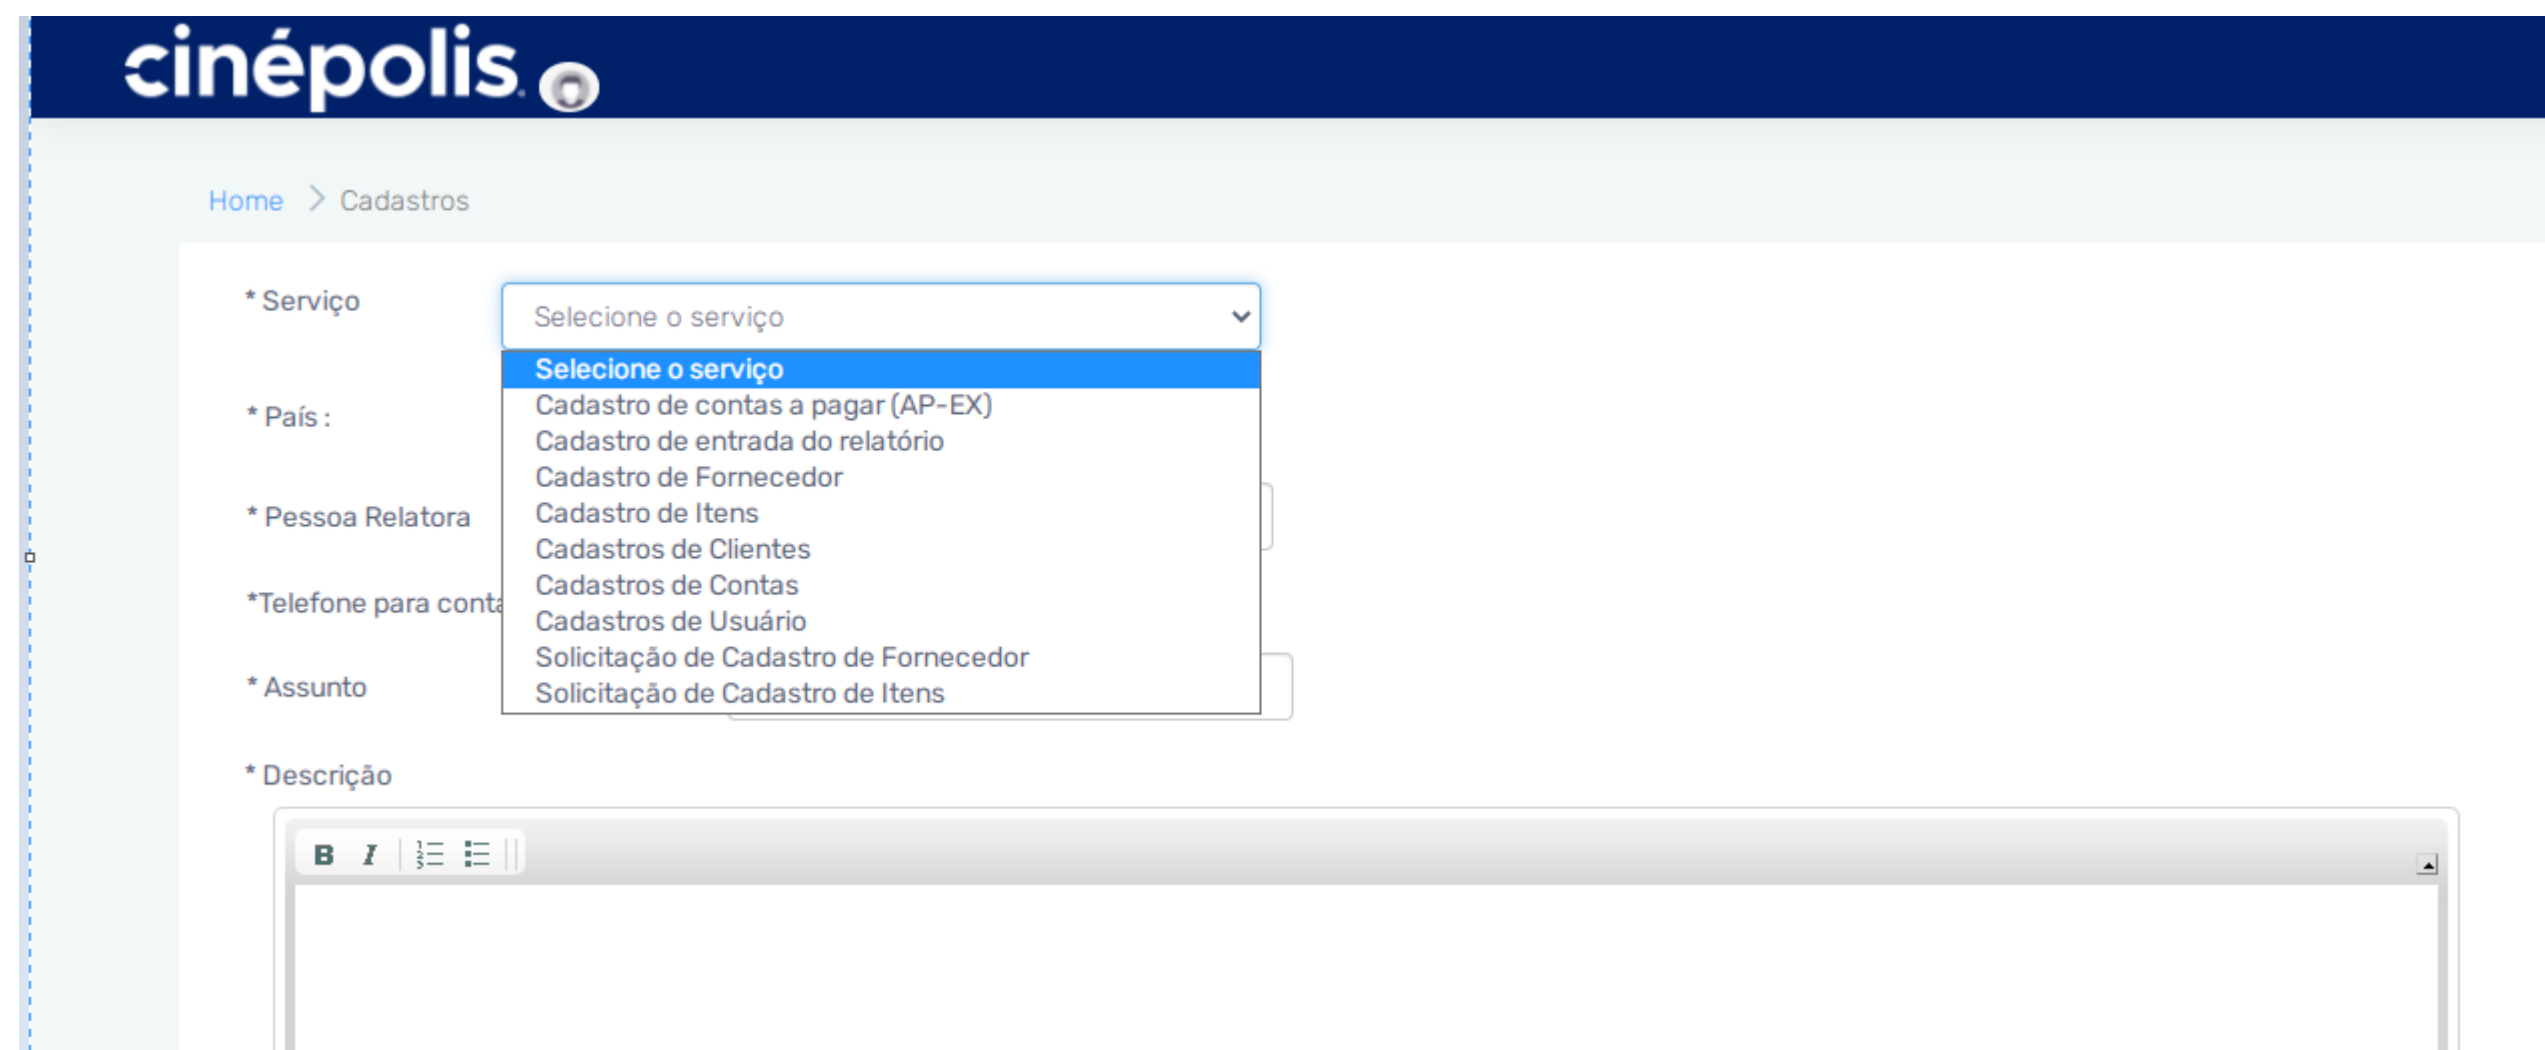 cinépolis.
Home > Cadastros
* Serviço
Selecione o serviço
Selecione o serviço
Cadastro de contas a pagar (AP-EX)
Cadastro de entrada do relatório
Cadastro de Fornecedor
Cadastro de Itens
Cadastros de Clientes
Cadastros de Contas
Cadastros de Usuário
Solicitação de Cadastro de Fornecedor
Solicitação de Cadastro de Itens
* País :
* Pessoa Relatora
*Telefone para conta
* Assunto
* Descrição
B I